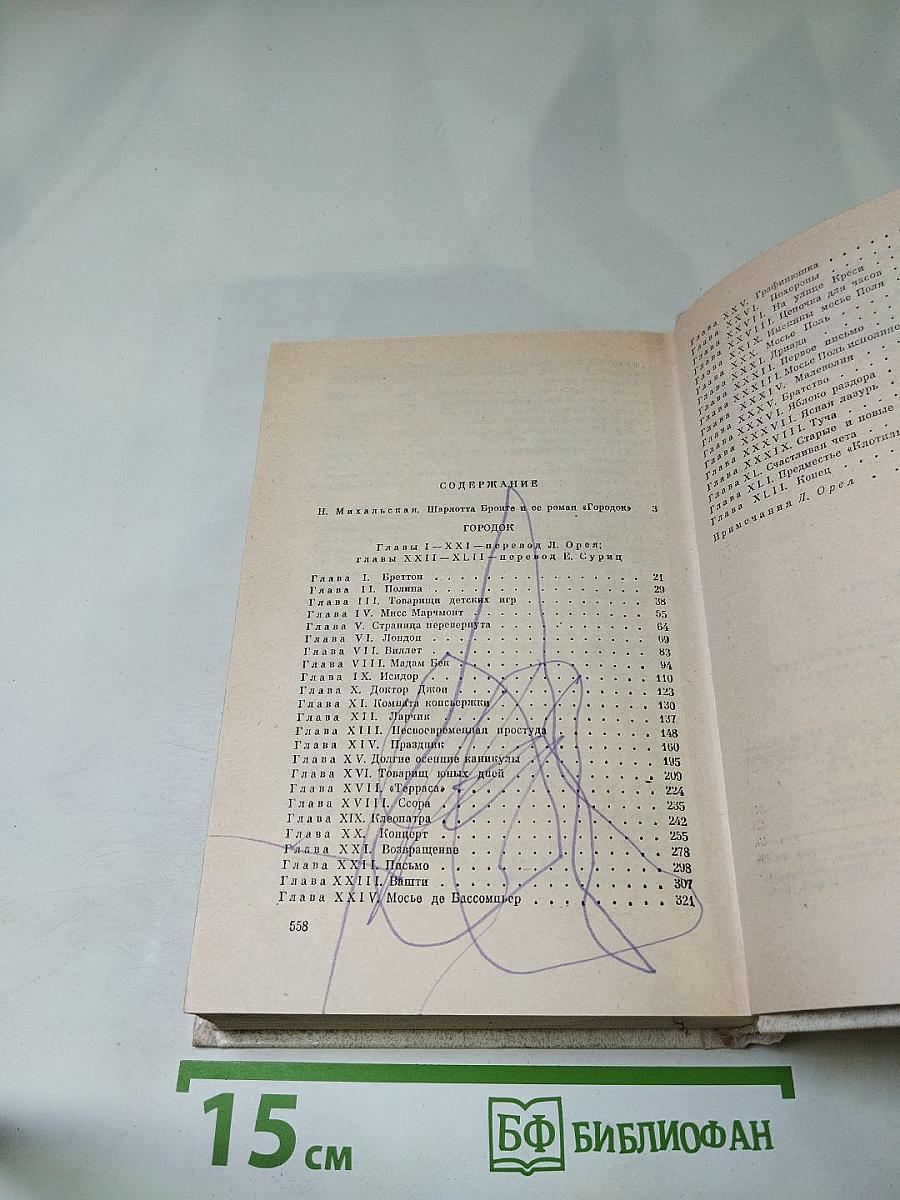 СОДЕРЖАНИЕ
Н. Михальская. Шарлотта Бронте и ее роман «Городок» 3
ГОРОДОК
Главы I—XXI—перевод Л. Орел;
главы XXII—XLII—перевод Е. Суриц
Глава I. Бреттон . . . . . . . . . . . 21
Глава II. Полина . . . . . . . . . . . 29
Глава III. Товарищи детских игр . . . . . . . 38
Глава IV. Мисс Марчмонт . . . . . . . . . 55
Глава V. Страница перевернута . . . . . . . 64
Глава VI. Лондон . . . . . . . . . . . 69
Глава VII. Виллет . . . . . . . . . . . 83
Глава VIII. Мадам Бек . . . . . . . . . . 94
Глава IX. Исидор . . . . . . . . . . . 110
Глава X. Доктор Джон . . . . . . . . . . 123
Глава XI. Комната консьержки . . . . . . . 130
Глава XII. Ларчик . . . . . . . . . . . 137
Глава XIII. Несвоевременная простуда . . . . . 148
Глава XIV. Праздник . . . . . . . . . . 160
Глава XV. Долгие осенние каникулы . . . . . . 195
Глава XVI. Товарищ юных дней . . . . . . . 209
Глава XVII. «Терраса» . . . . . . . . . . 224
Глава XVIII. Ссора . . . . . . . . . . . 235
Глава XIX. Клеопатра . . . . . . . . . . 242
Глава XX. Концерт . . . . . . . . . . . 255
Глава XXI. Возвращение . . . . . . . . . 278
Глава XXII. Письмо . . . . . . . . . . . 298
Глава XXIII. Вашти . . . . . . . . . . . 307
Глава XXIV. Мосье де Бассомпьер . . . . . . . 321
558
Глава XXV. Графинюшка . . . .
Глава XXVI. Похороны . . . .
Глава XXVII. На улице Креси . . .
Глава XXVIII. Цепочка для часов . . .
Глава XXIX. Именины мосье Поля . .
Глава XXX. Мосье Поль . . . .
Глава XXXI. Дриада . . . .
Глава XXXII. Первое письмо . . .
Глава XXXIII. Мосье Поль исполняе
Глава XXXIV. Малеволия . . .
Глава XXXV. Братство . . . .
Глава XXXVI. Яблоко раздора . . .
Глава XXXVII. Ясная лазурь . . .
Глава XXXVIII. Туча . . . .
Глава XXXIX. Старые и новые
Глава XL. Счастливая чета . . .
Глава XLI. Предместье «Клотиль
Глава XLII. Конец . . . .
Примечания Л. Орел . .
15 см
БФ БИБЛИОФАН